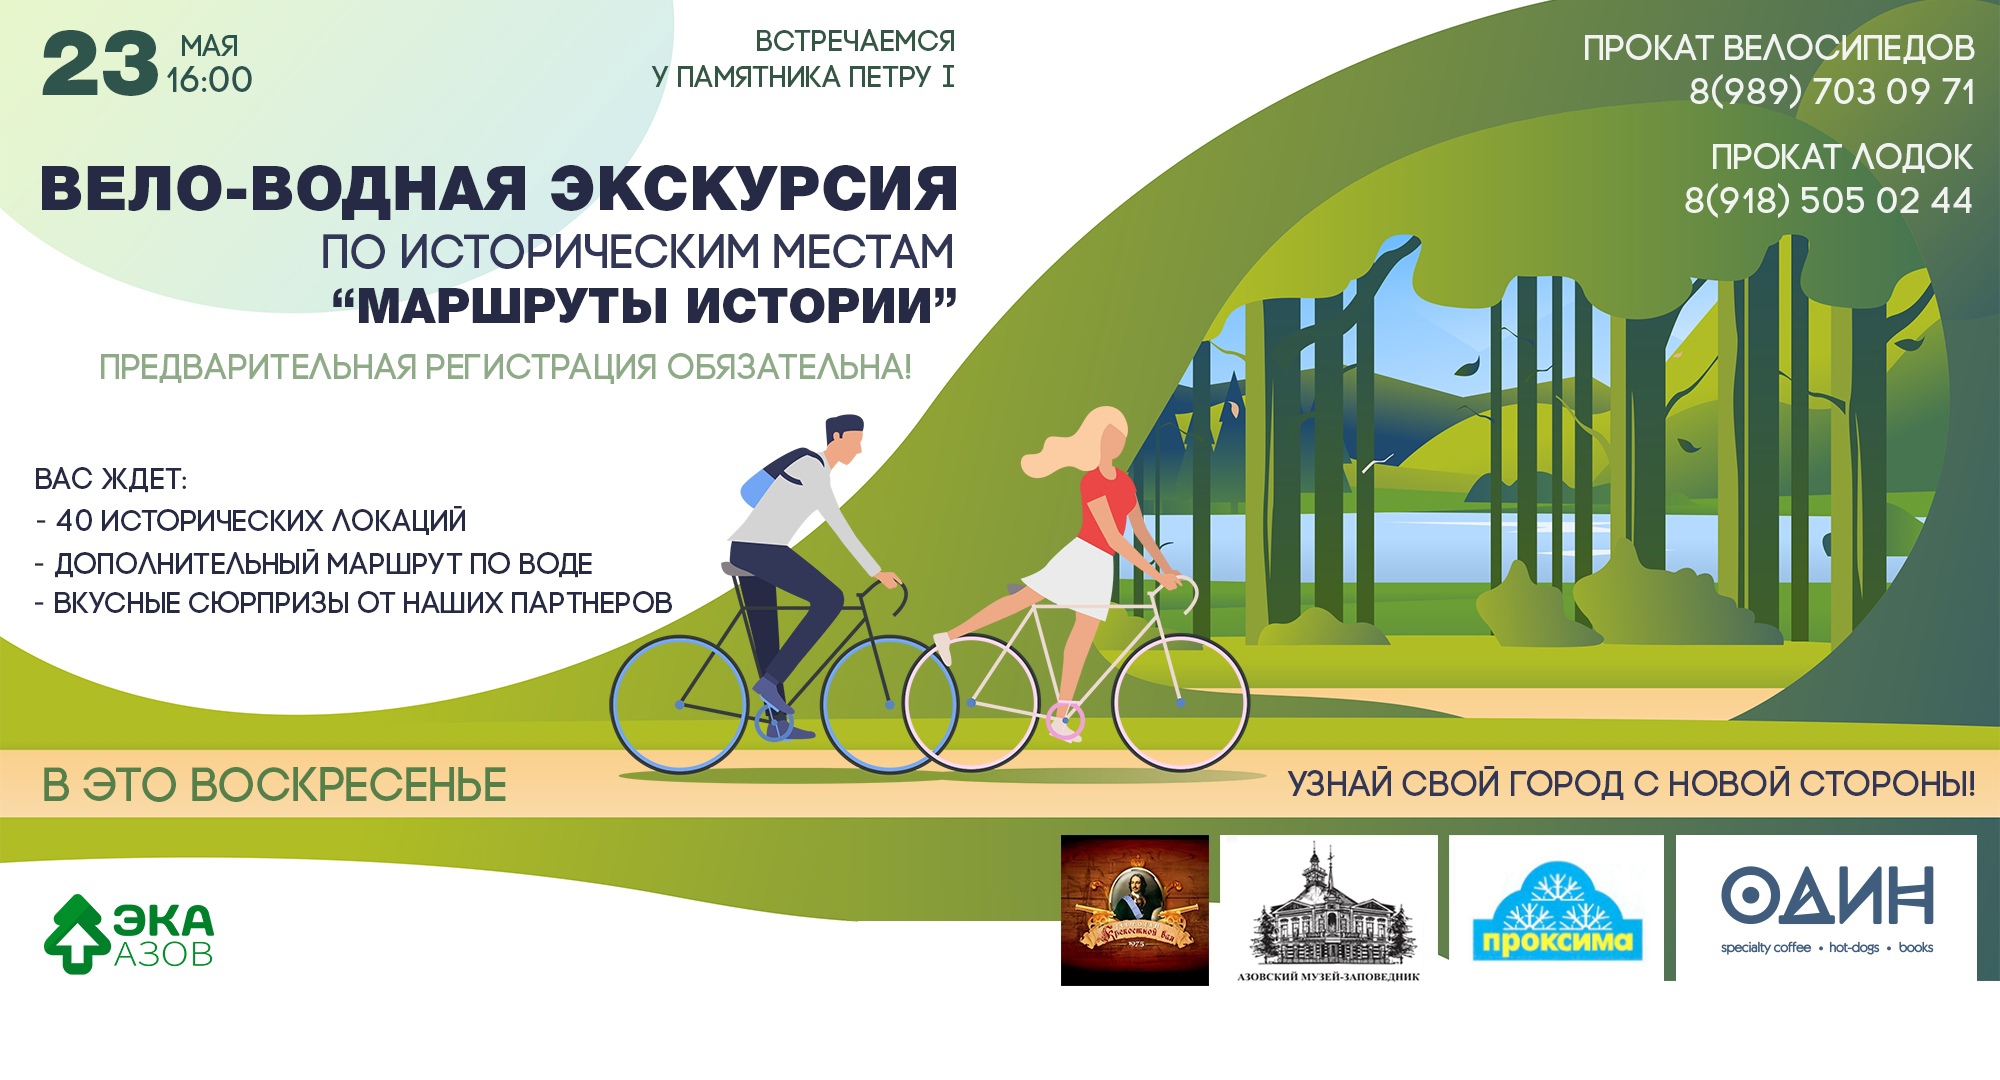 23 МАЯ
16:00
ВСТРЕЧАЕМСЯ
У ПАМЯТНИКА ПЕТРУ I
ПРОКАТ ВЕЛОСИПЕДОВ
8(989) 703 09 71
ПРОКАТ ЛОДОК
8(918) 505 02 44
ВЕЛО-ВОДНАЯ ЭКСКУРСИЯ
ПО ИСТОРИЧЕСКИМ МЕСТАМ
“МАРШРУТЫ ИСТОРИИ”
ПРЕДВАРИТЕЛЬНАЯ РЕГИСТРАЦИЯ ОБЯЗАТЕЛЬНА!
ВАС ЖДЕТ:
- 40 ИСТОРИЧЕСКИХ ЛОКАЦИЙ
- ДОПОЛНИТЕЛЬНЫЙ МАРШРУТ ПО ВОДЕ
- ВКУСНЫЕ СЮРПРИЗЫ ОТ НАШИХ ПАРТНЕРОВ
В ЭТО ВОСКРЕСЕНЬЕ
УЗНАЙ СВОЙ ГОРОД С НОВОЙ СТОРОНЫ!
ЭКА
АЗОВ
Крепостной вал
1975
АЗОВСКИЙ МУЗЕЙ-ЗАПОВЕДНИК
проксима
ОДИН
specialty coffee • hot-dogs • books